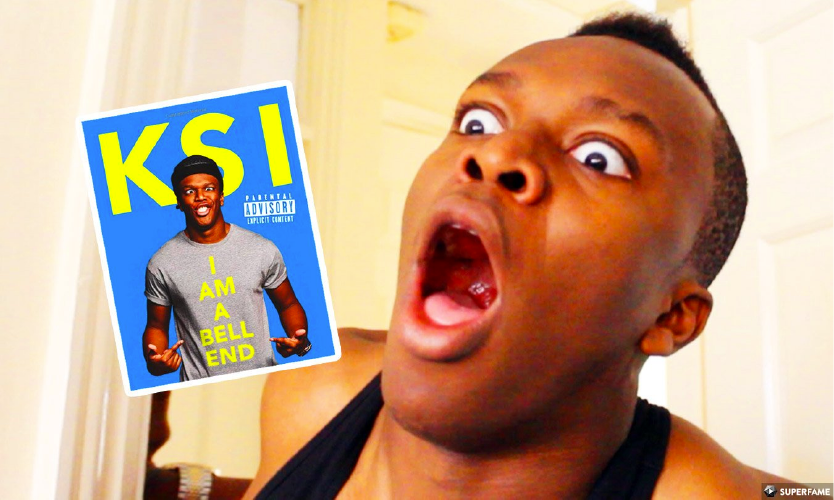 KSI
PARENTAL
ADVISORY
EXPLICIT CONTENT
I
AM
A
BELL
END
SUPERFAME